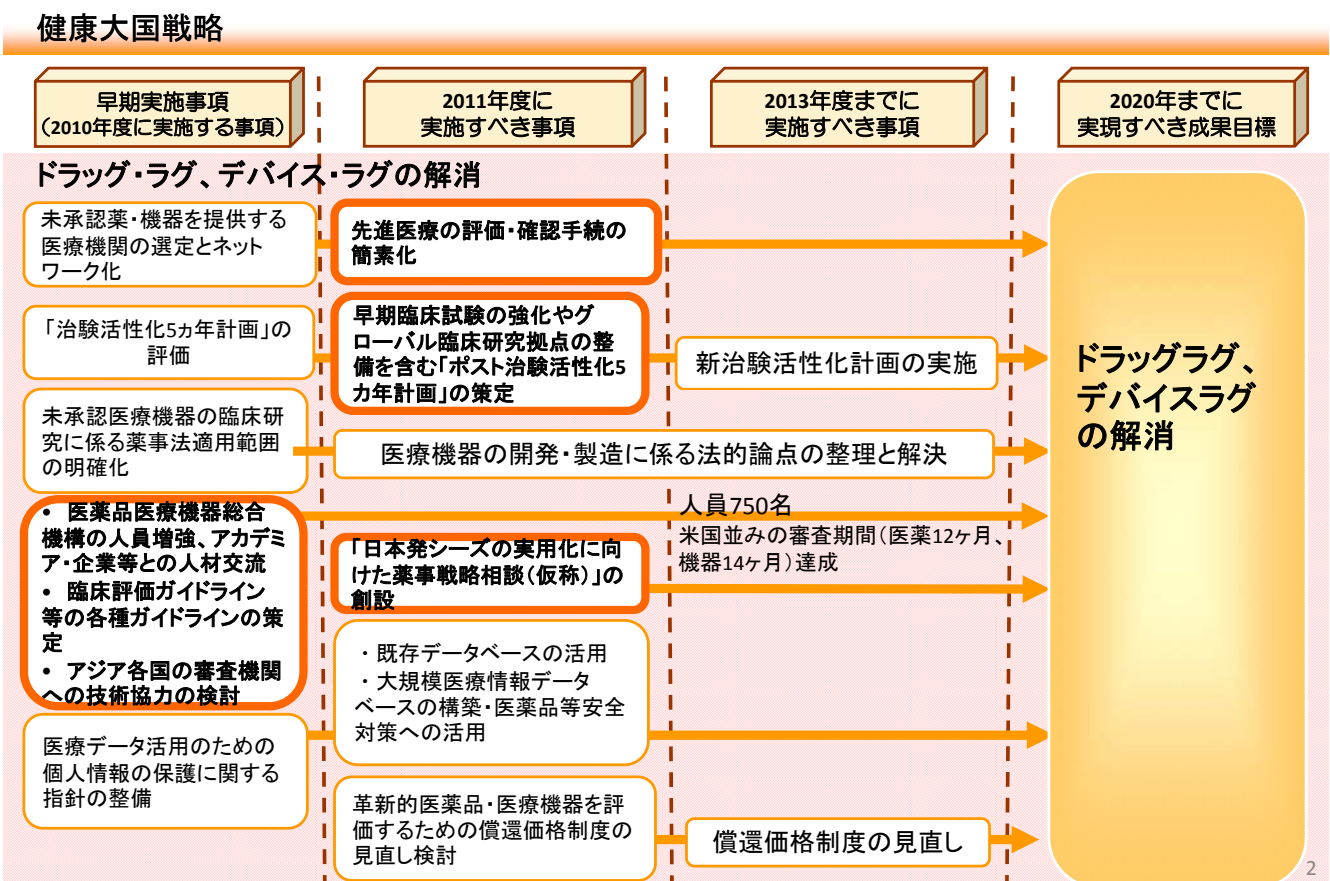 健康大国戦略
早期実施事項
（2010年度に実施する事項）
2011年度に
実施すべき事項
2013年度までに
実施すべき事項
2020年までに
実現すべき成果目標
ドラッグ・ラグ、デバイス・ラグの解消
未承認薬・機器を提供する
医療機関の選定とネット
ワーク化
先進医療の評価・確認手続の
簡素化
「治験活性化5ヵ年計画」の
評価
早期臨床試験の強化やグ
ローバル臨床研究拠点の整
備を含む「ポスト治験活性化5
カ年計画」の策定
新治験活性化計画の実施
未承認医療機器の臨床研
究に係る薬事法適用範囲
の明確化
医療機器の開発・製造に係る法的論点の整理と解決
• 医薬品医療機器総合
機構の人員増強、アカデミ
ア・企業等との人材交流
• 臨床評価ガイドライン
等の各種ガイドラインの策
定
• アジア各国の審査機関
への技術協力の検討
人員750名
米国並みの審査期間（医薬12ヶ月、
機器14ヶ月）達成
「日本発シーズの実用化に向
けた薬事戦略相談（仮称）」の
創設
・既存データベースの活用
・大規模医療情報データ
ベースの構築・医薬品等安全
対策への活用
医療データ活用のための
個人情報の保護に関する
指針の整備
革新的医薬品・医療機器を評
価するための償還価格制度の
見直し検討
償還価格制度の見直し
ドラッグラグ、
デバイスラグ
の解消
2